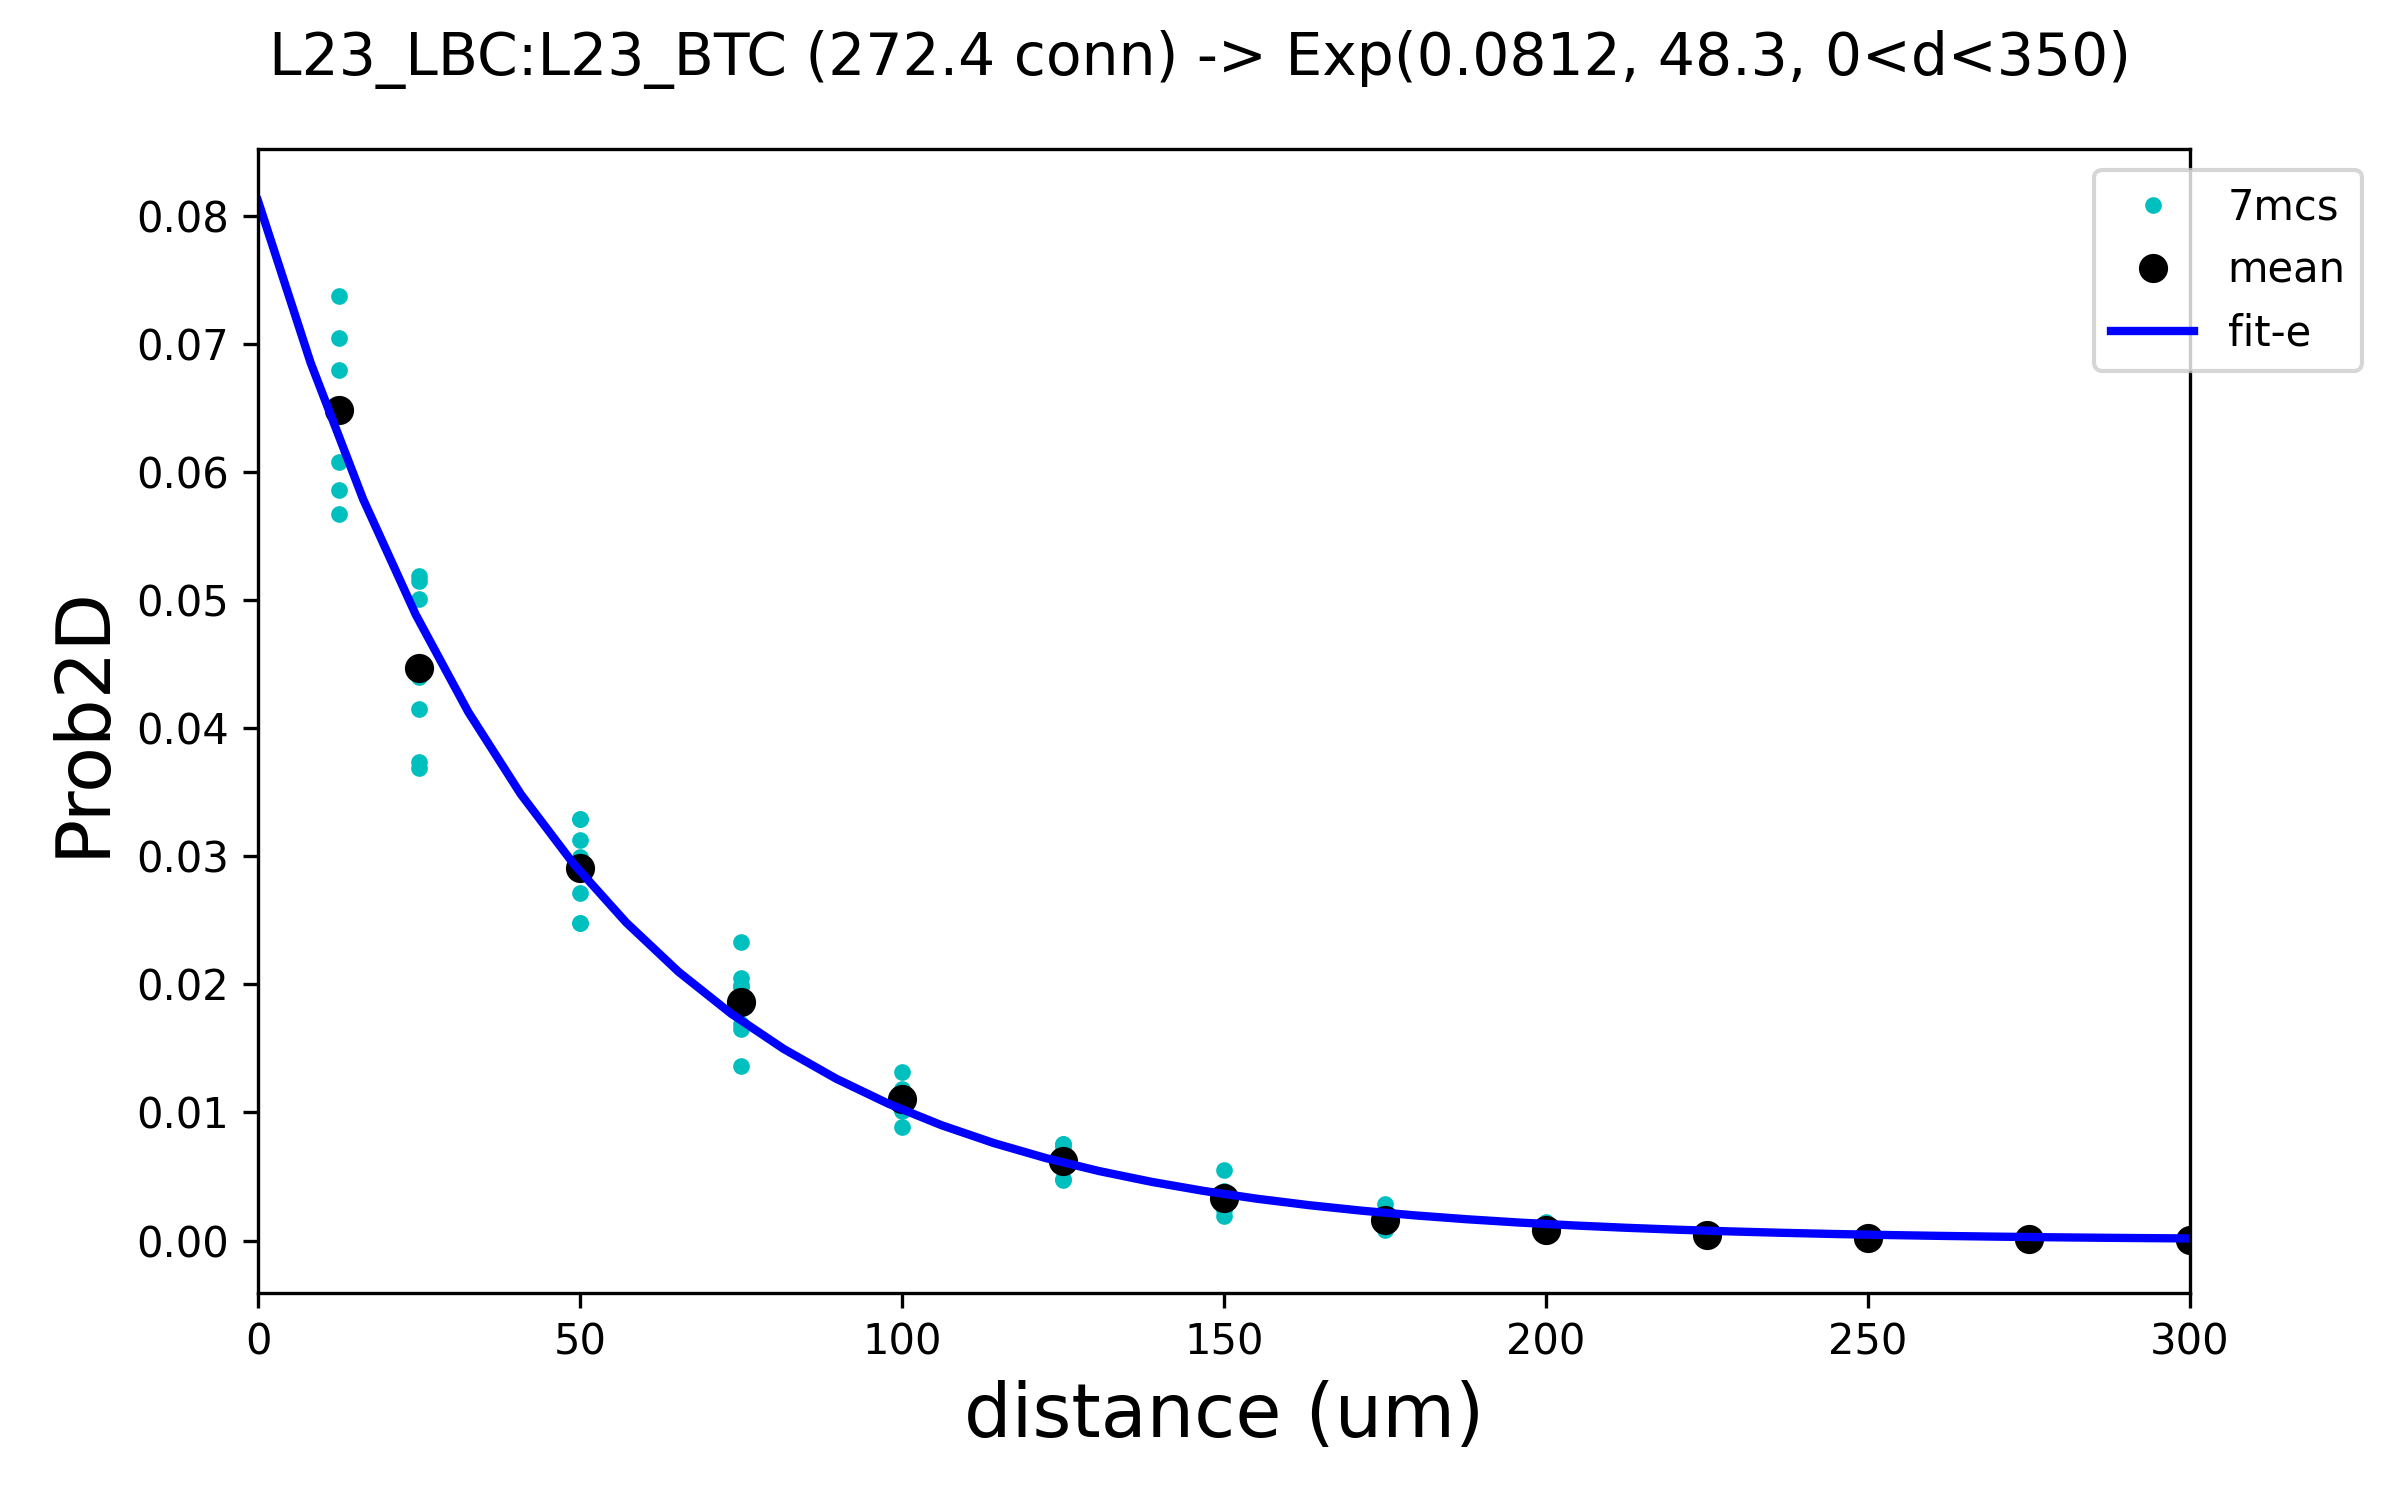 L23_LBC:L23_BTC (272.4 conn) -> Exp(0.0812, 48.3, 0<d<350)
7mcs
mean
fit-e
Prob2D
0.08
0.07
0.06
0.05
0.04
0.03
0.02
0.01
0.00
0 50 100 150 200 250 300
distance (um)